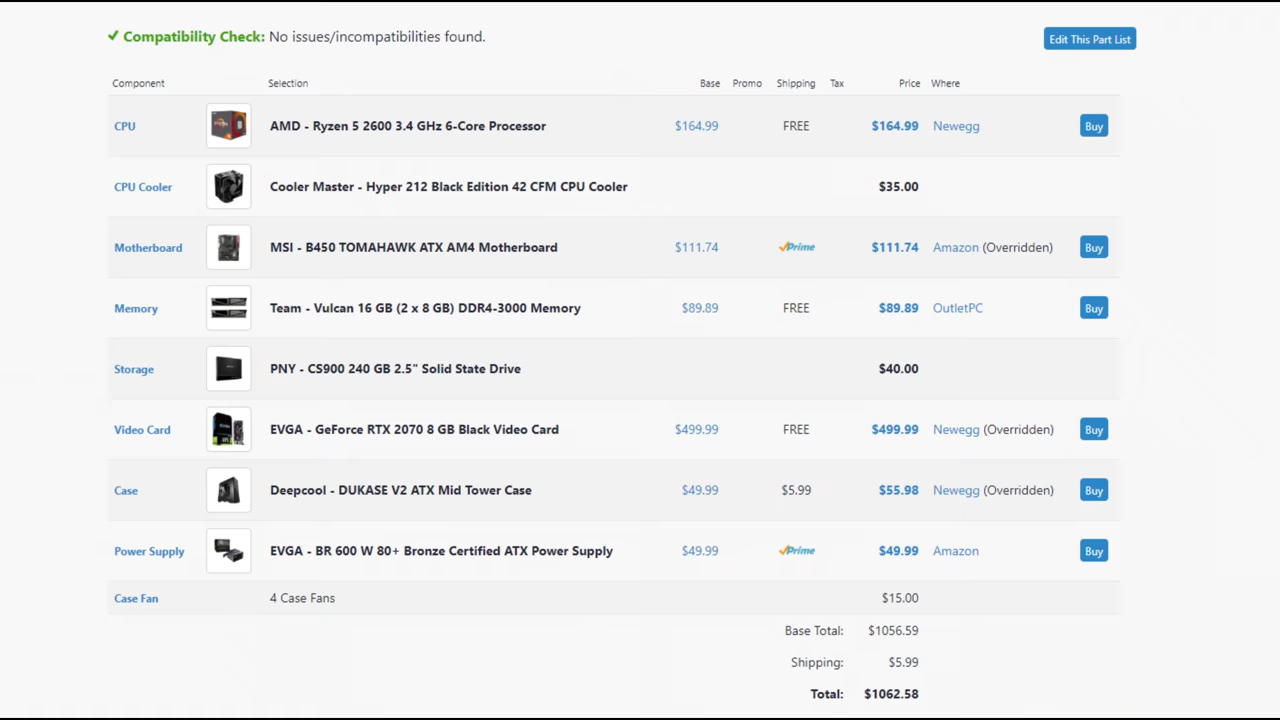 ✔ Compatibility Check: No issues/incompatibilities found. Edit This Part List
Component Selection Base Promo Shipping Tax Price Where
CPU AMD - Ryzen 5 2600 3.4 GHz 6-Core Processor $164.99 FREE $164.99 Newegg Buy
CPU Cooler Cooler Master - Hyper 212 Black Edition 42 CFM CPU Cooler $35.00
Motherboard MSI - B450 TOMAHAWK ATX AM4 Motherboard $111.74 Prime $111.74 Amazon (Overridden) Buy
Memory Team - Vulcan 16 GB (2 x 8 GB) DDR4-3000 Memory $89.89 FREE $89.89 OutletPC Buy
Storage PNY - CS900 240 GB 2.5" Solid State Drive $40.00
Video Card EVGA - GeForce RTX 2070 8 GB Black Video Card $499.99 FREE $499.99 Newegg (Overridden) Buy
Case Deepcool - DUKASE V2 ATX Mid Tower Case $49.99 $5.99 $55.98 Newegg (Overridden) Buy
Power Supply EVGA - BR 600 W 80+ Bronze Certified ATX Power Supply $49.99 Prime $49.99 Amazon Buy
Case Fan 4 Case Fans $15.00
Base Total: $1056.59
Shipping: $5.99
Total: $1062.58